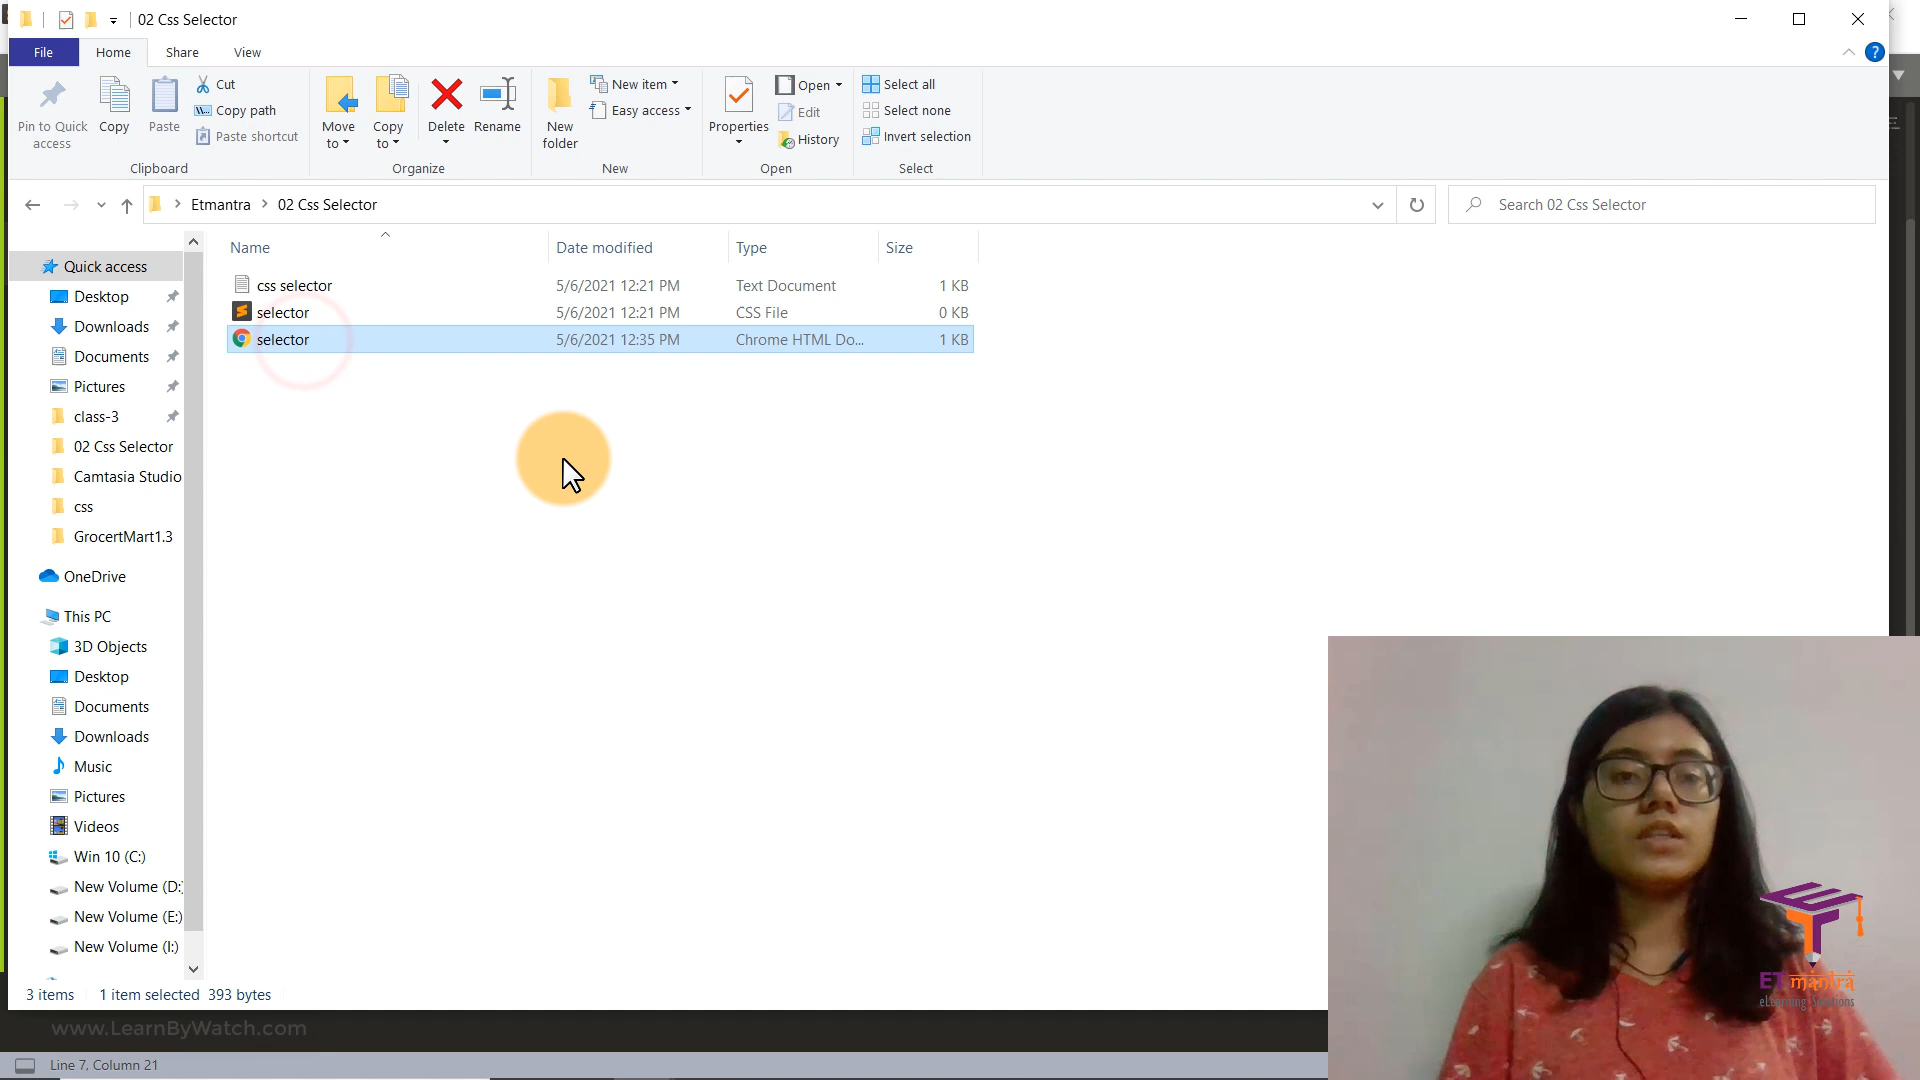 02 Css Selector
File Home Share View
Pin to Quick access
Copy
Paste
Cut
Copy path
Paste shortcut
Clipboard
Move to
Copy to
Delete
Rename
Organize
New folder
New item
Easy access
New
Properties
Open
Edit
History
Open
Select all
Select none
Invert selection
Select
Etmantra 02 Css Selector
Search 02 Css Selector
Name Date modified Type Size
css selector 5/6/2021 12:21 PM Text Document 1 KB
selector 5/6/2021 12:21 PM CSS File 0 KB
selector 5/6/2021 12:35 PM Chrome HTML Do... 1 KB
Quick access
Desktop
Downloads
Documents
Pictures
class-3
02 Css Selector
Camtasia Studio
css
GrocertMart1.3
OneDrive
This PC
3D Objects
Desktop
Documents
Downloads
Music
Pictures
Videos
Win 10 (C:)
New Volume (D:)
New Volume (E:)
New Volume (I:)
3 items 1 item selected 393 bytes
www.LearnByWatch.com
Line 7, Column 21
ET मantra
eLearning Solutions